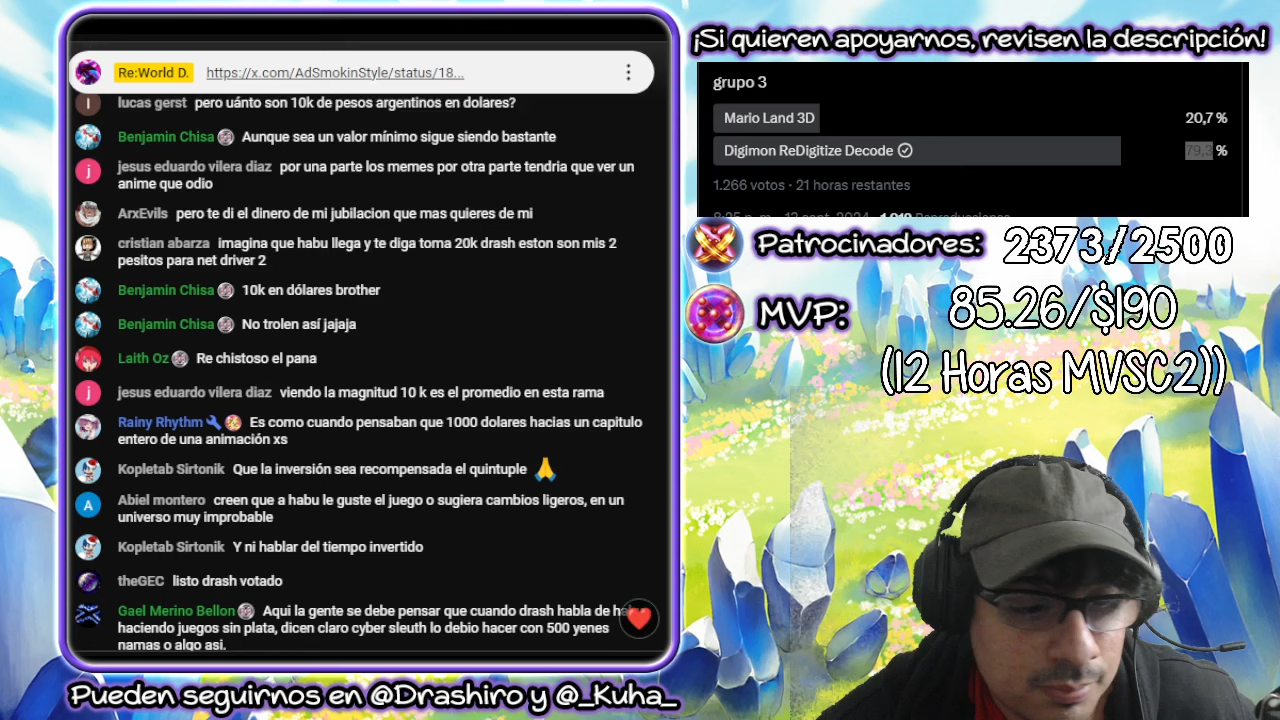 ¡Si quieren apoyarnos, revisen la descripción!
Re:World D. https://x.com/AdSmokinStyle/status/18...
lucas gerst pero uánto son 10k de pesos argentinos en dolares?
Benjamin Chisa Aunque sea un valor mínimo sigue siendo bastante
jesus eduardo vilera diaz por una parte los memes por otra parte tendria que ver un
anime que odio
ArxEvils pero te di el dinero de mi jubilacion que mas quieres de mi
cristian abarza imagina que habu llega y te diga toma 20k drash eston son mis 2
pesitos para net driver 2
Benjamin Chisa 10k en dólares brother
Benjamin Chisa No trolen así jajaja
Laith Oz Re chistoso el pana
jesus eduardo vilera diaz viendo la magnitud 10 k es el promedio en esta rama
Rainy Rhythm Es como cuando pensaban que 1000 dolares hacias un capitulo
entero de una animación xs
Kopletab Sirtonik Que la inversión sea recompensada el quintuple 🙏
Abiel montero creen que a habu le guste el juego o sugiera cambios ligeros, en un
universo muy improbable
Kopletab Sirtonik Y ni hablar del tiempo invertido
theGEC listo drash votado
Gael Merino Bellon Aqui la gente se debe pensar que cuando drash habla de
haciendo juegos sin plata, dicen claro cyber sleuth lo debio hacer con 500 yenes
namas o algo asi.
Pueden seguirnos en @Drashiro y @_Kuha_
grupo 3
Mario Land 3D 20,7 %
Digimon ReDigitize Decode 79,3 %
1.266 votos · 21 horas restantes
Patrocinadores: 2373/2500
MVP: 85.26/$190
(12 Horas MVSC2))